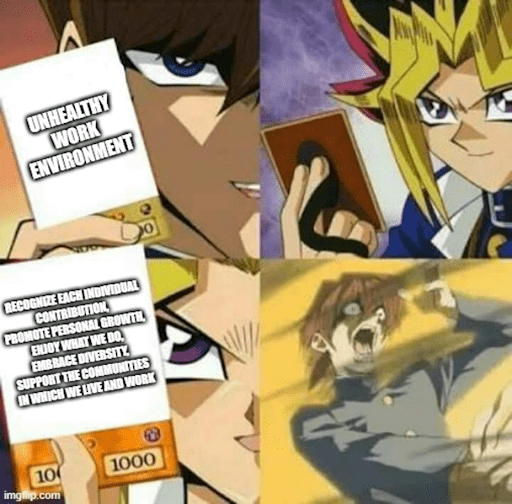 UNHEALTHY
WORK
ENVIRONMENT
RECOGNIZE EACH INDIVIDUAL
CONTRIBUTION,
PROMOTE PERSONAL GROWTH,
ENJOY WHAT WE DO,
EMBRACE DIVERSITY,
SUPPORT THE COMMUNITIES
IN WHICH WE LIVE AND WORK
1000
imgflip.com